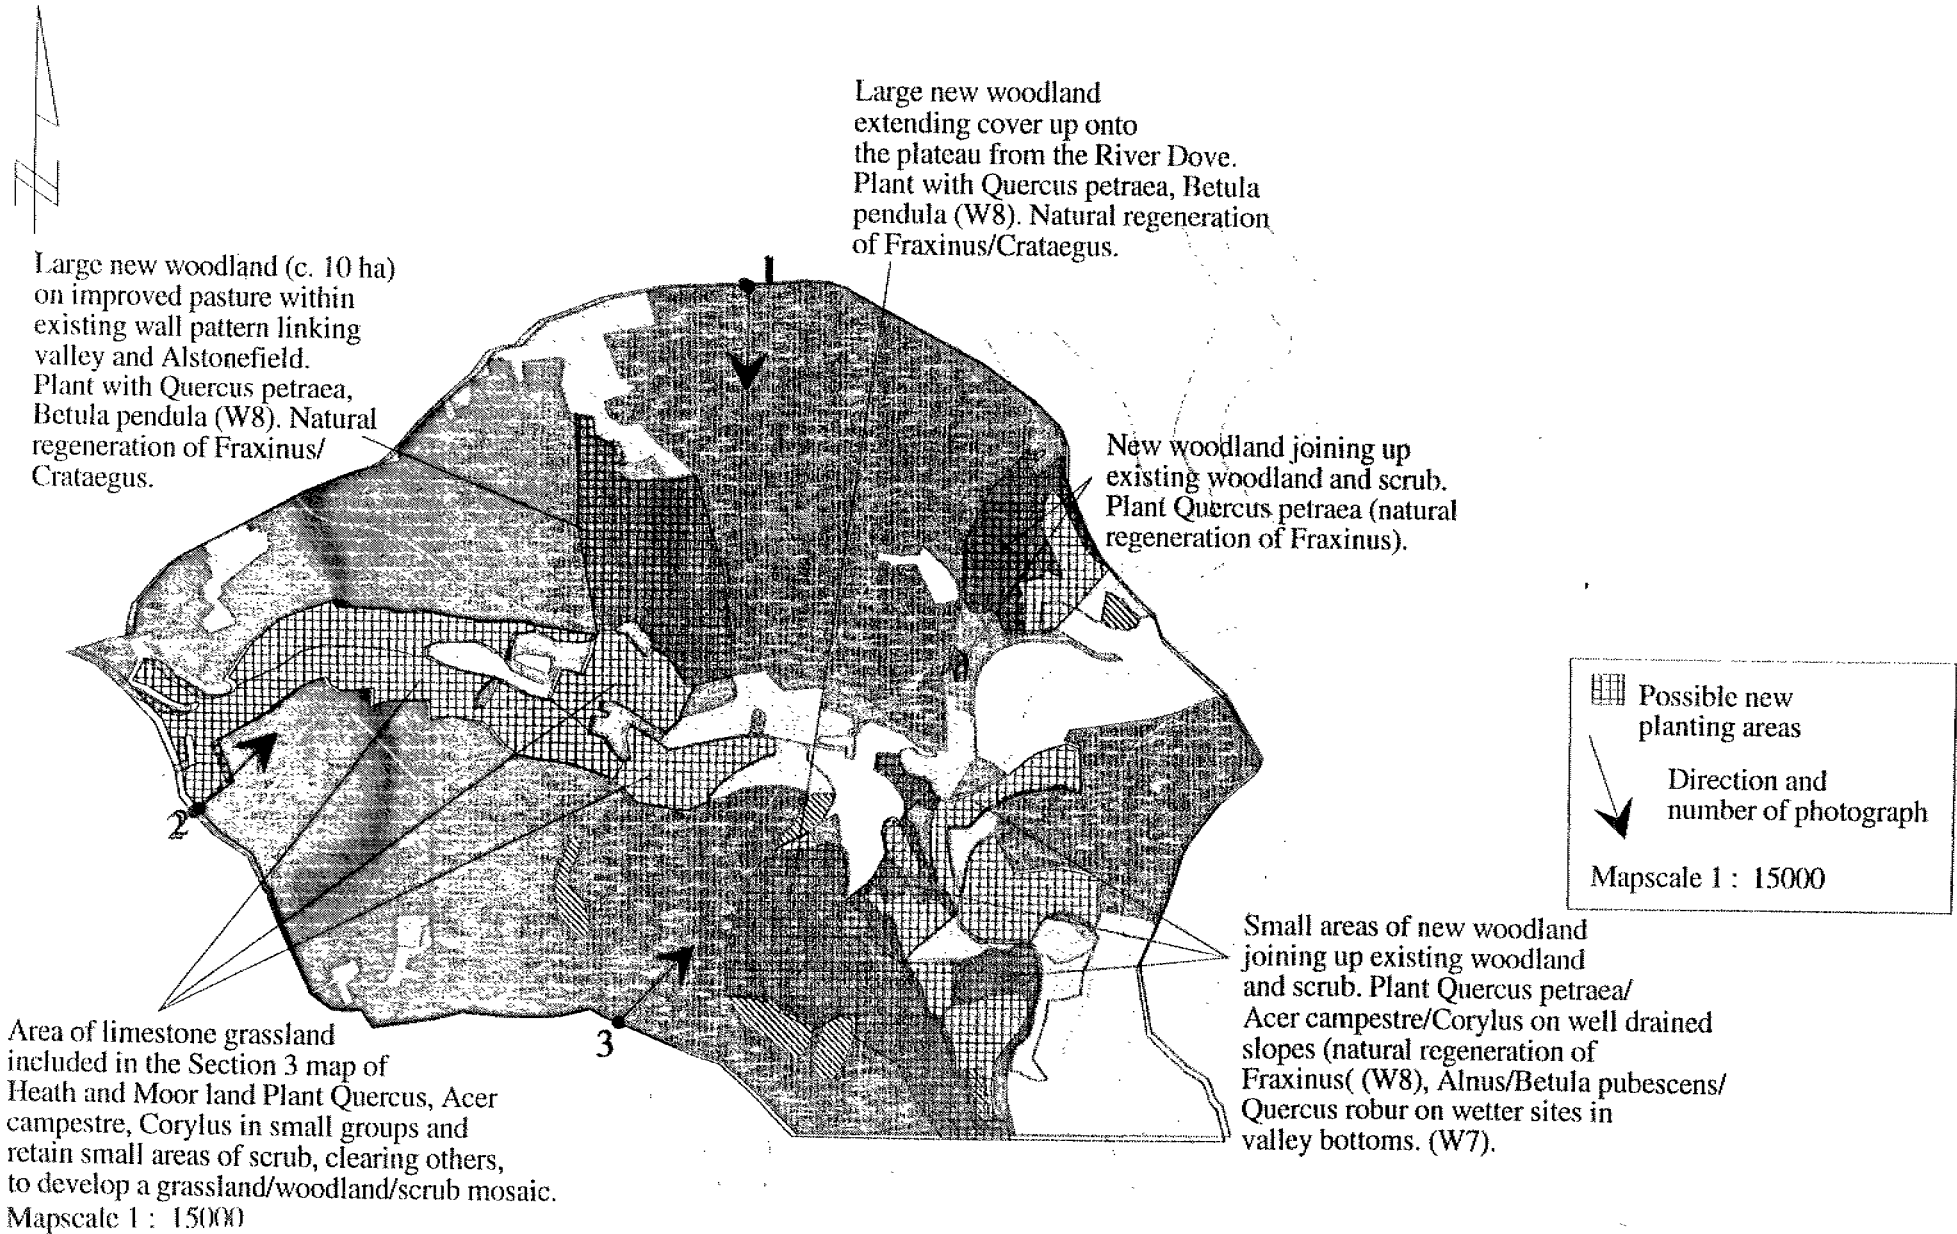 N
Large new woodland
extending cover up onto
the plateau from the River Dove.
Plant with Quercus petraea, Betula
pendula (W8). Natural regeneration
of Fraxinus/Crataegus.
Large new woodland (c. 10 ha)
on improved pasture within
existing wall pattern linking
valley and Alstonefield.
Plant with Quercus petraea,
Betula pendula (W8). Natural
regeneration of Fraxinus/
Crataegus.
1
New woodland joining up
existing woodland and scrub.
Plant Quercus petraea (natural
regeneration of Fraxinus).
Possible new
planting areas
Direction and
number of photograph
Mapscale 1 : 15000
2
3
Small areas of new woodland
joining up existing woodland
and scrub. Plant Quercus petraea/
Acer campestre/Corylus on well drained
slopes (natural regeneration of
Fraxinus( (W8), Alnus/Betula pubescens/
Quercus robur on wetter sites in
valley bottoms. (W7).
Area of limestone grassland
included in the Section 3 map of
Heath and Moor land Plant Quercus, Acer
campestre, Corylus in small groups and
retain small areas of scrub, clearing others,
to develop a grassland/woodland/scrub mosaic.
Mapscale 1 : 15000